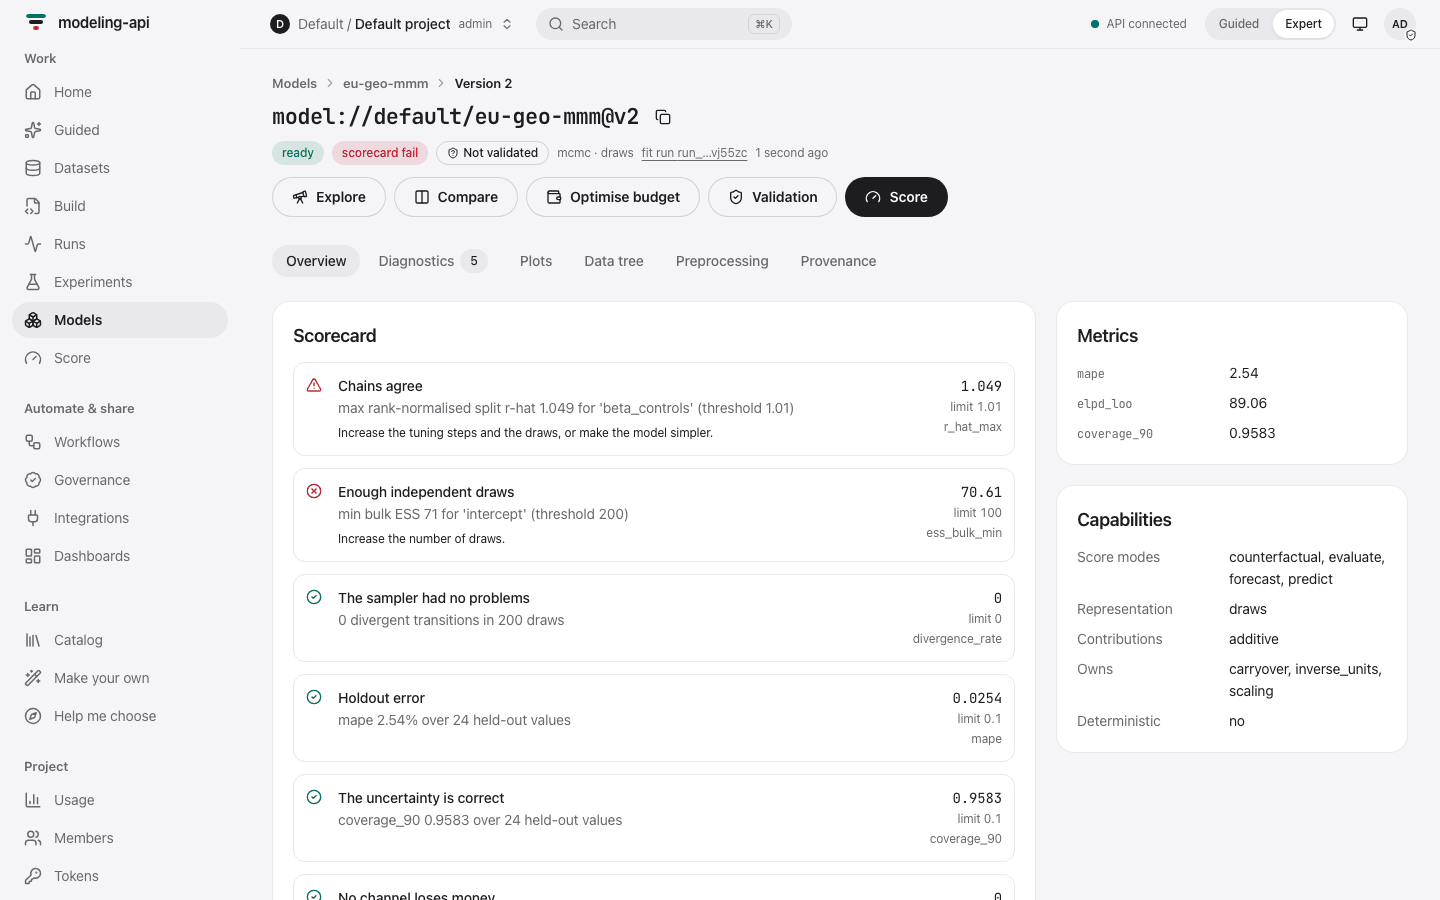 modeling-api
D Default / Default project admin
Search ⌘K
API connected
Guided Expert
AD
Work
Home
Guided
Datasets
Build
Runs
Experiments
Models
Score
Automate & share
Workflows
Governance
Integrations
Dashboards
Learn
Catalog
Make your own
Help me choose
Project
Usage
Members
Tokens
Models eu-geo-mmm Version 2
model://default/eu-geo-mmm@v2
ready scorecard fail Not validated mcmc · draws fit run run_…vj55zc 1 second ago
Explore Compare Optimise budget Validation Score
Overview Diagnostics 5 Plots Data tree Preprocessing Provenance
Scorecard
Chains agree 1.049
max rank-normalised split r-hat 1.049 for 'beta_controls' (threshold 1.01) limit 1.01
Increase the tuning steps and the draws, or make the model simpler. r_hat_max
Enough independent draws 70.61
min bulk ESS 71 for 'intercept' (threshold 200) limit 100
Increase the number of draws. ess_bulk_min
The sampler had no problems 0
0 divergent transitions in 200 draws limit 0
divergence_rate
Holdout error 0.0254
mape 2.54% over 24 held-out values limit 0.1
mape
The uncertainty is correct 0.9583
coverage_90 0.9583 over 24 held-out values limit 0.1
coverage_90
No channel loses money 0
Metrics
mape 2.54
elpd_loo 89.06
coverage_90 0.9583
Capabilities
Score modes counterfactual, evaluate,
forecast, predict
Representation draws
Contributions additive
Owns carryover, inverse_units,
scaling
Deterministic no